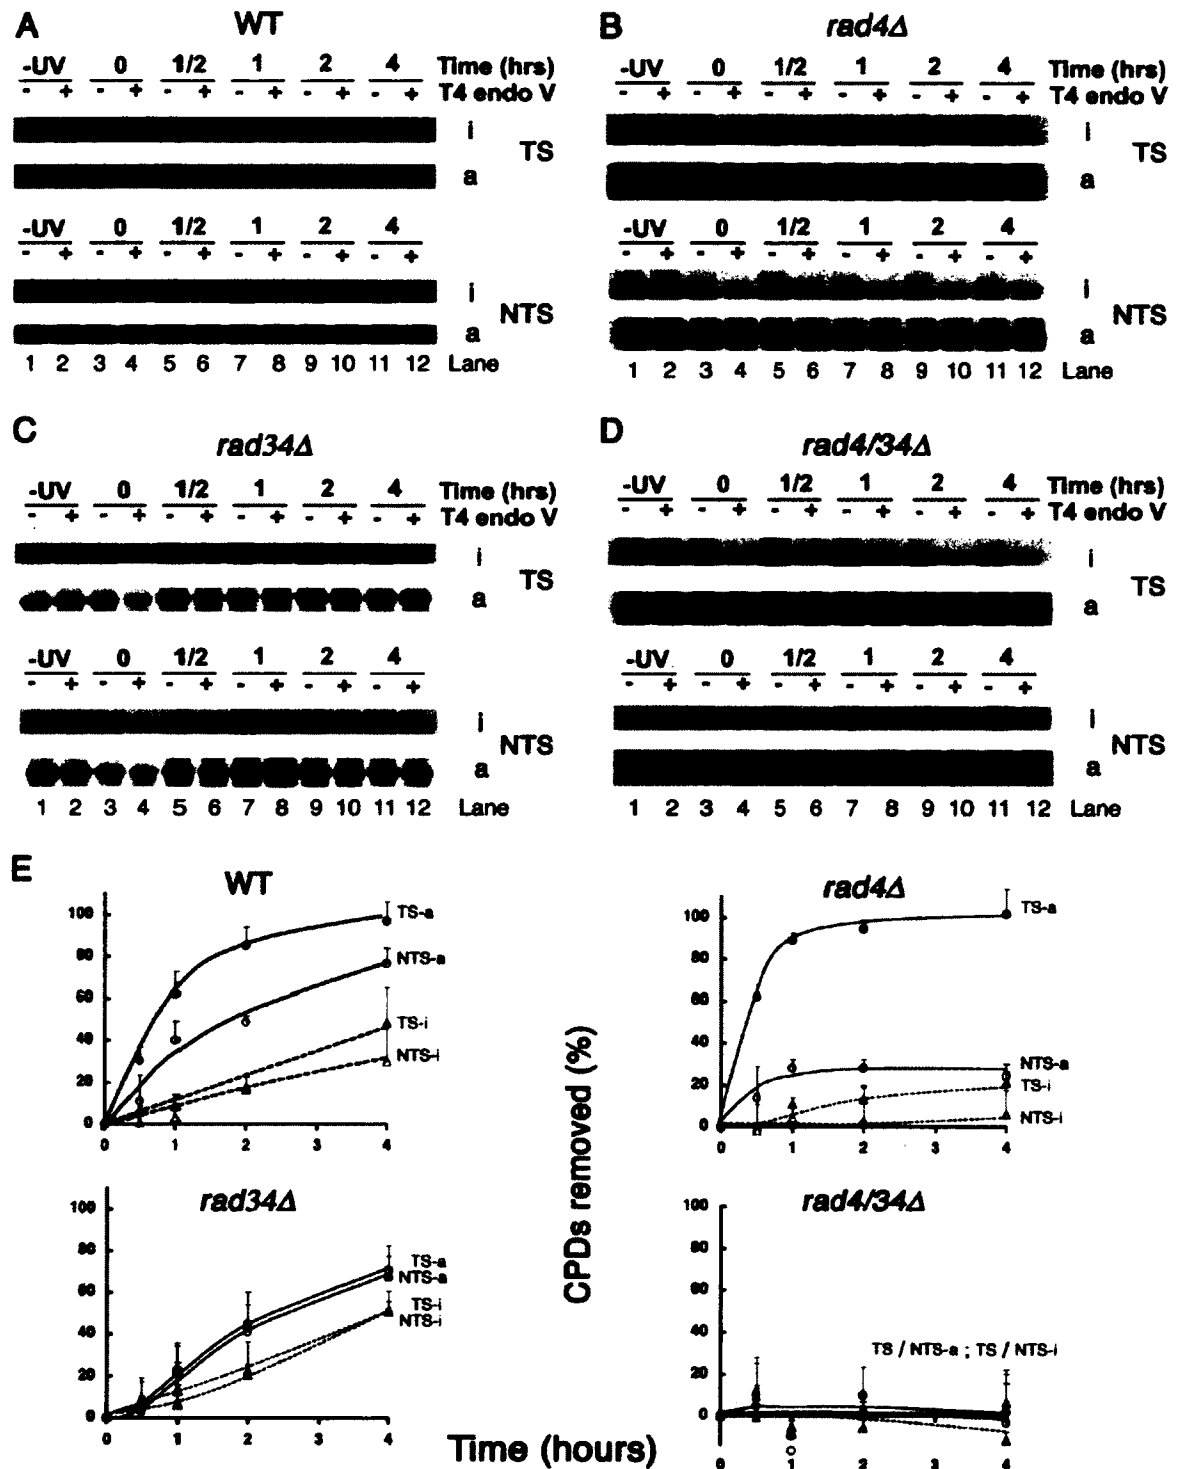 A WT
-UV 0 1/2 1 2 4 Time (hrs)
- + - + - + - + - + - + T4 endo V
i
TS
a
-UV 0 1/2 1 2 4
- + - + - + - + - + - +
i
NTS
a
1 2 3 4 5 6 7 8 9 10 11 12 Lane
B rad4Δ
-UV 0 1/2 1 2 4 Time (hrs)
- + - + - + - + - + - + T4 endo V
i
TS
a
-UV 0 1/2 1 2 4
- + - + - + - + - + - +
i
NTS
a
1 2 3 4 5 6 7 8 9 10 11 12 Lane
C rad34Δ
-UV 0 1/2 1 2 4 Time (hrs)
- + - + - + - + - + - + T4 endo V
i
TS
a
-UV 0 1/2 1 2 4
- + - + - + - + - + - +
i
NTS
a
1 2 3 4 5 6 7 8 9 10 11 12 Lane
D rad4/34Δ
-UV 0 1/2 1 2 4 Time (hrs)
- + - + - + - + - + - + T4 endo V
i
TS
a
-UV 0 1/2 1 2 4
- + - + - + - + - + - +
i
NTS
a
1 2 3 4 5 6 7 8 9 10 11 12 Lane
E
WT
100
80
60
40
20
0
0 1 2 3 4
TS-a
NTS-a
TS-i
NTS-i
rad4Δ
100
80
60
40
20
0
0 1 2 3 4
TS-a
NTS-a
TS-i
NTS-i
rad34Δ
100
80
60
40
20
0
0 1 2 3 4
TS-a
NTS-a
TS-i
NTS-i
rad4/34Δ
100
80
60
40
20
0
0 1 2 3 4
TS / NTS-a ; TS / NTS-i
CPDs removed (%)
Time (hours)